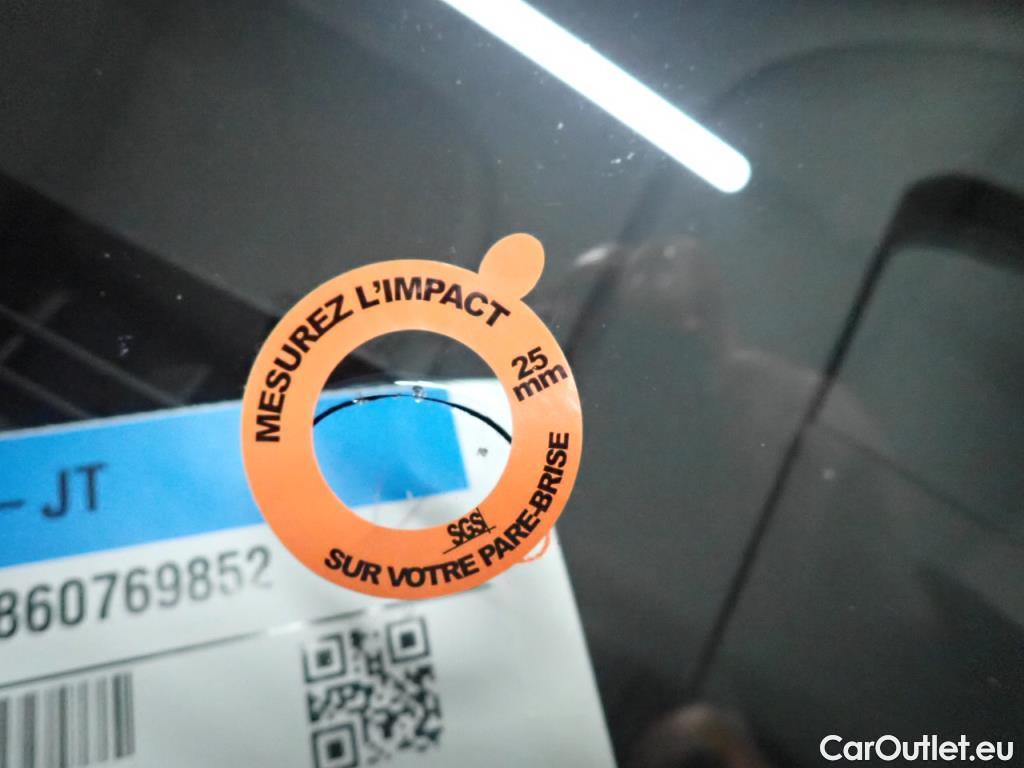 MESUREZ L'IMPACT
25
mm
SUR VOTRE PARE-BRISE
SGS
- JT
860769852
CarOutlet.eu